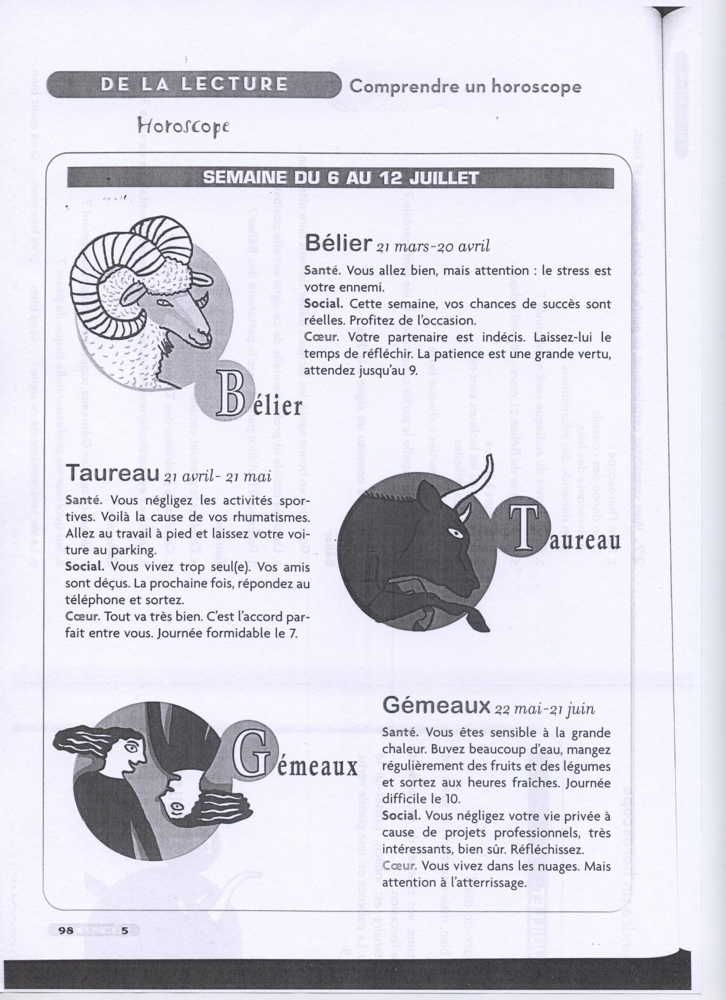 DE LA LECTURE Comprendre un horoscope
Horoscope
SEMAINE DU 6 AU 12 JUILLET
Bélier 21 mars-20 avril
Santé. Vous allez bien, mais attention : le stress est
votre ennemi.
Social. Cette semaine, vos chances de succès sont
réelles. Profitez de l'occasion.
Cœur. Votre partenaire est indécis. Laissez-lui le
temps de réfléchir. La patience est une grande vertu,
attendez jusqu'au 9.
Bélier
Taureau 21 avril- 21 mai
Santé. Vous négligez les activités spor-
tives. Voilà la cause de vos rhumatismes.
Allez au travail à pied et laissez votre voi-
ture au parking.
Social. Vous vivez trop seul(e). Vos amis
sont déçus. La prochaine fois, répondez au
téléphone et sortez.
Cœur. Tout va très bien. C'est l'accord par-
fait entre vous. Journée formidable le 7.
Taureau
Gémeaux 22 mai-21 juin
Santé. Vous êtes sensible à la grande
chaleur. Buvez beaucoup d'eau, mangez
régulièrement des fruits et des légumes
et sortez aux heures fraîches. Journée
difficile le 10.
Social. Vous négligez votre vie privée à
cause de projets professionnels, très
intéressants, bien sûr. Réfléchissez.
Cœur. Vous vivez dans les nuages. Mais
attention à l'atterrissage.
Gémeaux
98 • UNITÉ 5